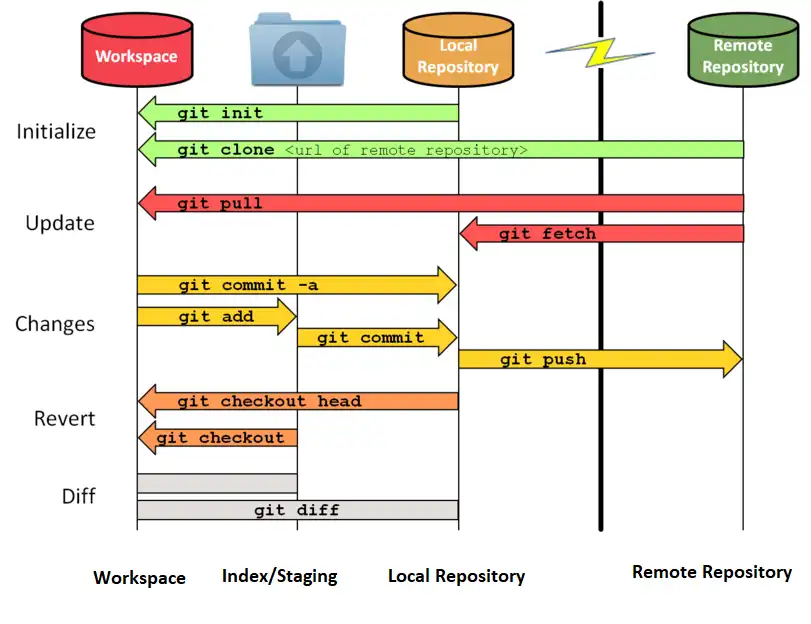 Workspace
Local
Repository
Remote
Repository
Initialize
git init
git clone <url of remote repository>
Update
git pull
git fetch
Changes
git commit -a
git add
git commit
git push
Revert
git checkout head
git checkout
Diff
git diff
Workspace
Index/Staging
Local Repository
Remote Repository